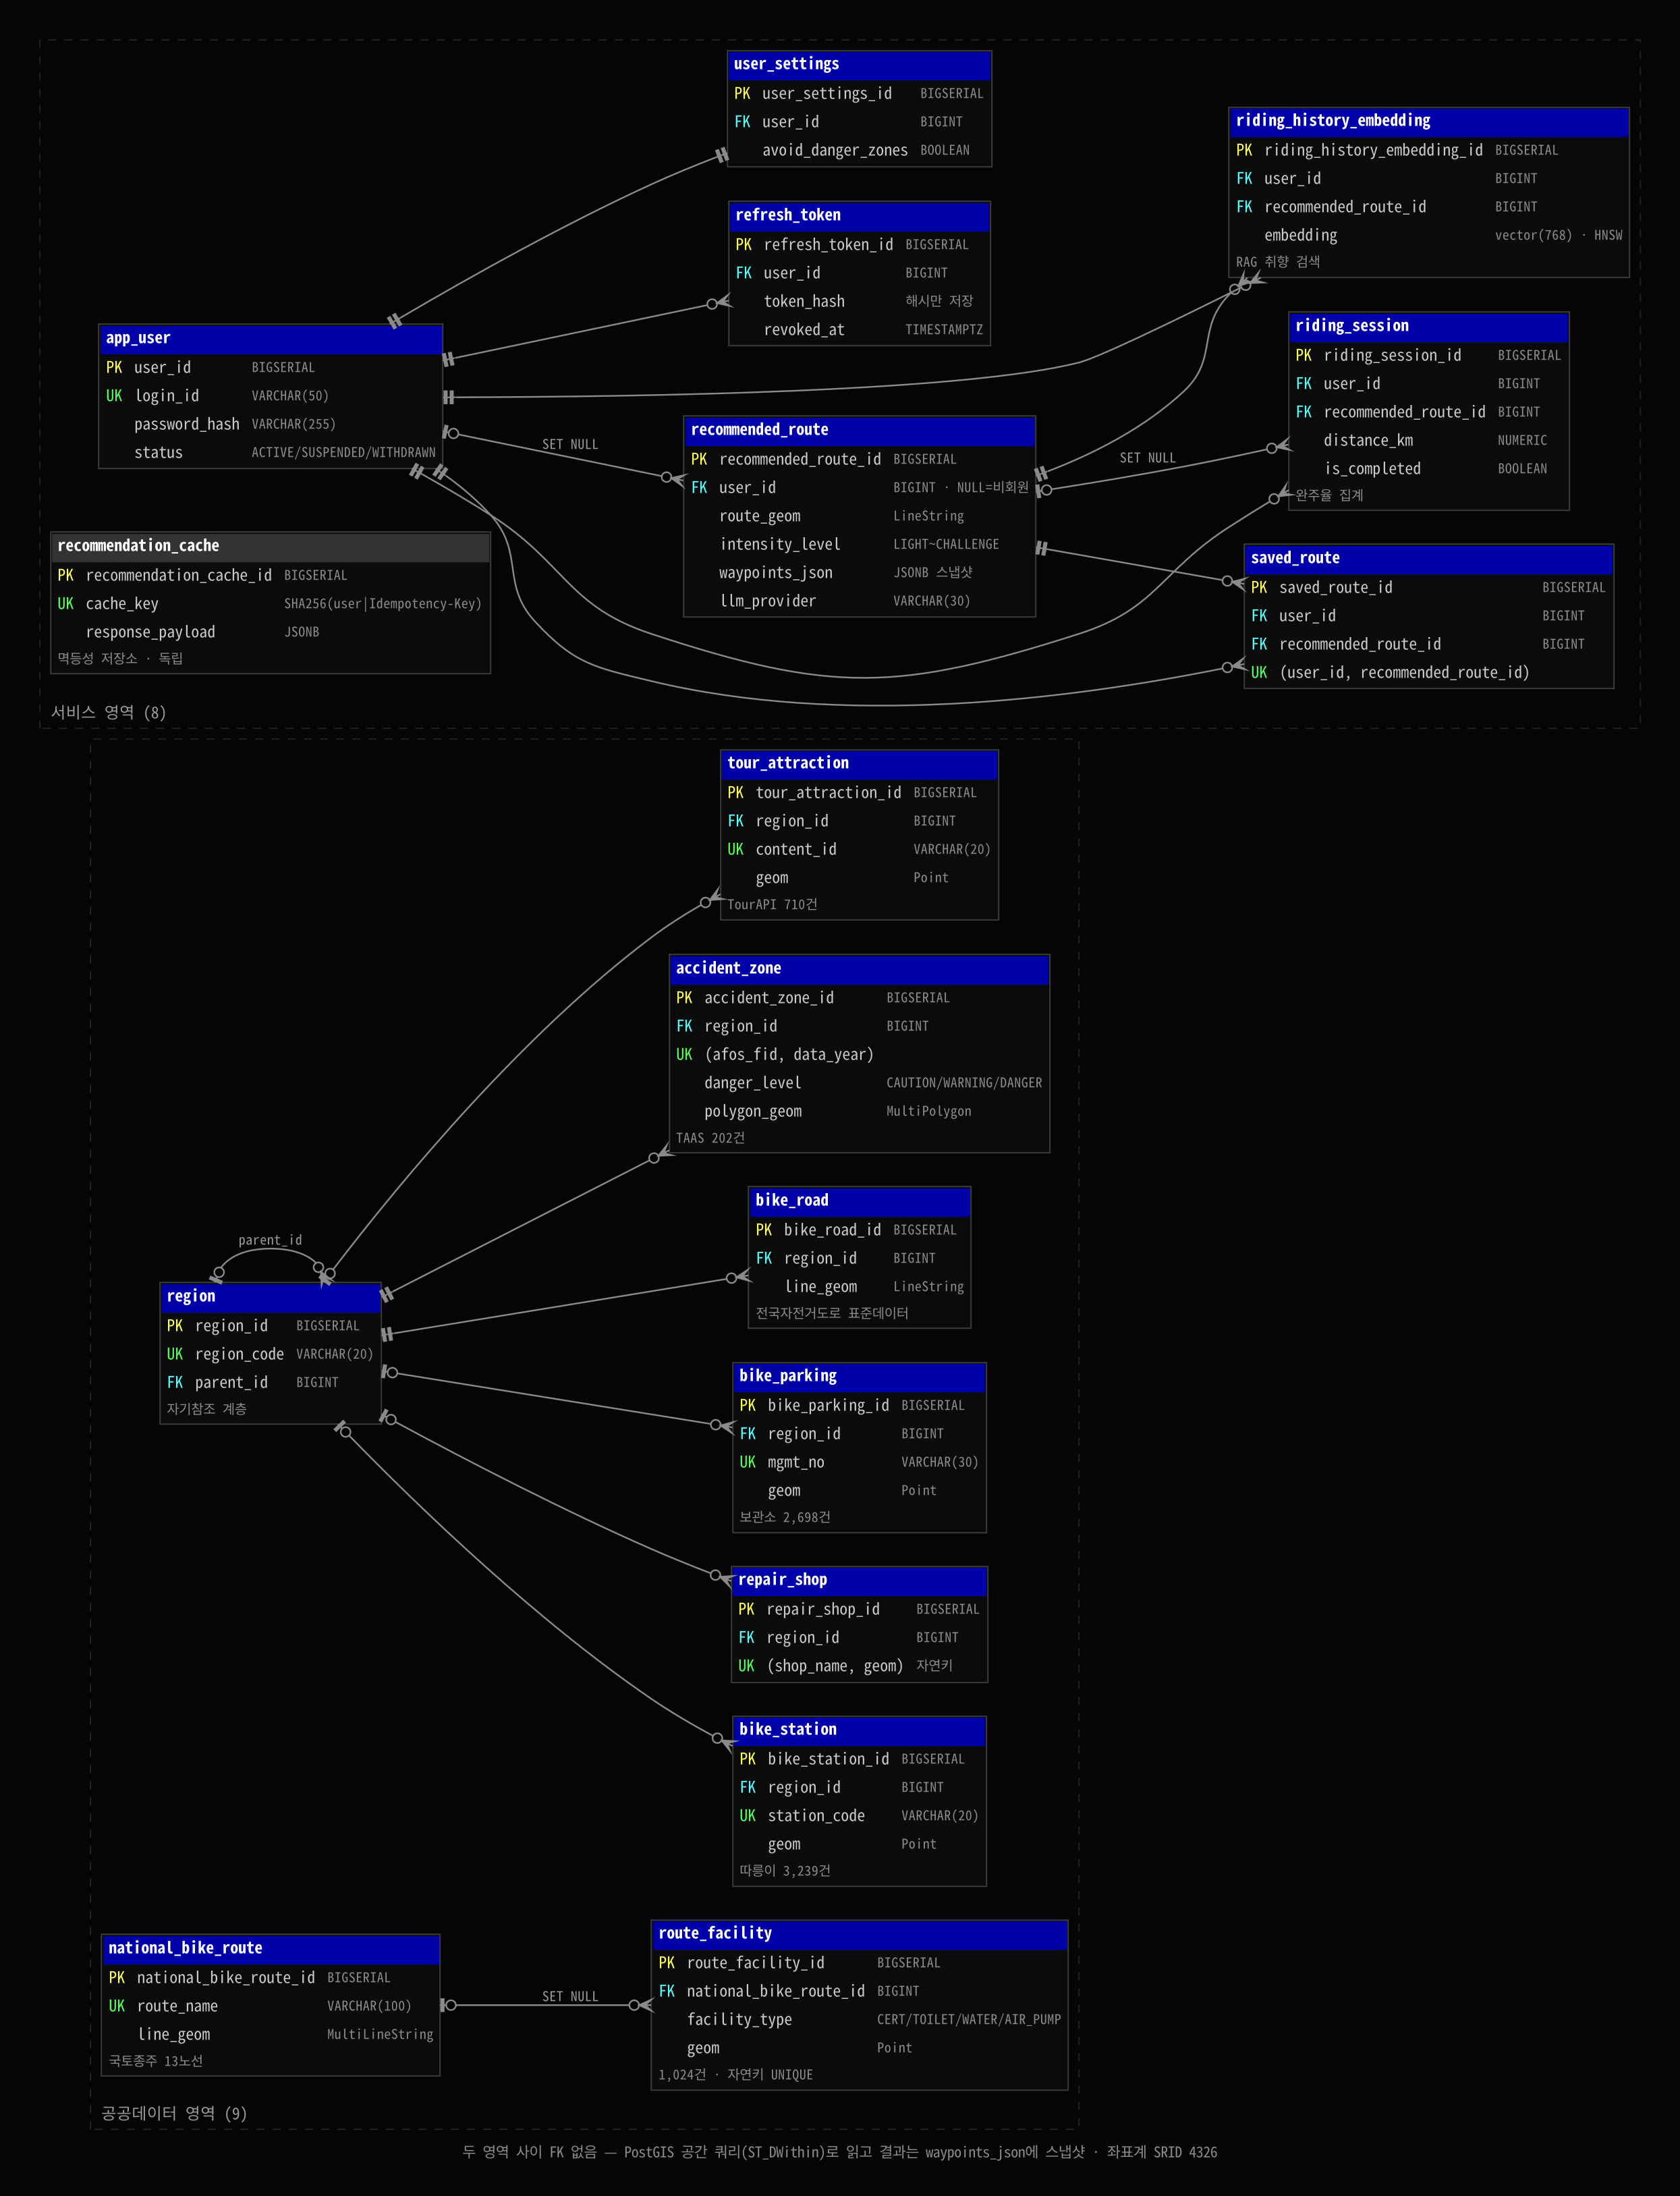 user_settings
PK user_settings_id BIGSERIAL
FK user_id BIGINT
avoid_danger_zones BOOLEAN
riding_history_embedding
PK riding_history_embedding_id BIGSERIAL
FK user_id BIGINT
FK recommended_route_id BIGINT
embedding vector(768) · HNSW
RAG 취향 검색
refresh_token
PK refresh_token_id BIGSERIAL
FK user_id BIGINT
token_hash 해시만 저장
revoked_at TIMESTAMPTZ
app_user
PK user_id BIGSERIAL
UK login_id VARCHAR(50)
password_hash VARCHAR(255)
status ACTIVE/SUSPENDED/WITHDRAWN
riding_session
PK riding_session_id BIGSERIAL
FK user_id BIGINT
FK recommended_route_id BIGINT
distance_km NUMERIC
is_completed BOOLEAN
완주율 집계
SET NULL
recommended_route
PK recommended_route_id BIGSERIAL
FK user_id BIGINT · NULL=비회원
route_geom LineString
intensity_level LIGHT~CHALLENGE
waypoints_json JSONB 스냅샷
llm_provider VARCHAR(30)
SET NULL
recommendation_cache
PK recommendation_cache_id BIGSERIAL
UK cache_key SHA256(user|Idempotency-Key)
response_payload JSONB
멱등성 저장소 · 독립
saved_route
PK saved_route_id BIGSERIAL
FK user_id BIGINT
FK recommended_route_id BIGINT
UK (user_id, recommended_route_id)
서비스 영역 (8)
tour_attraction
PK tour_attraction_id BIGSERIAL
FK region_id BIGINT
UK content_id VARCHAR(20)
geom Point
TourAPI 710건
accident_zone
PK accident_zone_id BIGSERIAL
FK region_id BIGINT
UK (afos_fid, data_year)
danger_level CAUTION/WARNING/DANGER
polygon_geom MultiPolygon
TAAS 202건
bike_road
PK bike_road_id BIGSERIAL
FK region_id BIGINT
line_geom LineString
전국자전거도로 표준데이터
parent_id
region
PK region_id BIGSERIAL
UK region_code VARCHAR(20)
FK parent_id BIGINT
자기참조 계층
bike_parking
PK bike_parking_id BIGSERIAL
FK region_id BIGINT
UK mgmt_no VARCHAR(30)
geom Point
보관소 2,698건
repair_shop
PK repair_shop_id BIGSERIAL
FK region_id BIGINT
UK (shop_name, geom) 자연키
bike_station
PK bike_station_id BIGSERIAL
FK region_id BIGINT
UK station_code VARCHAR(20)
geom Point
따릉이 3,239건
national_bike_route
PK national_bike_route_id BIGSERIAL
UK route_name VARCHAR(100)
line_geom MultiLineString
국토종주 13노선
SET NULL
route_facility
PK route_facility_id BIGSERIAL
FK national_bike_route_id BIGINT
facility_type CERT/TOILET/WATER/AIR_PUMP
geom Point
1,024건 · 자연키 UNIQUE
공공데이터 영역 (9)
두 영역 사이 FK 없음 — PostGIS 공간 쿼리(ST_DWithin)로 읽고 결과는 waypoints_json에 스냅샷 · 좌표계 SRID 4326